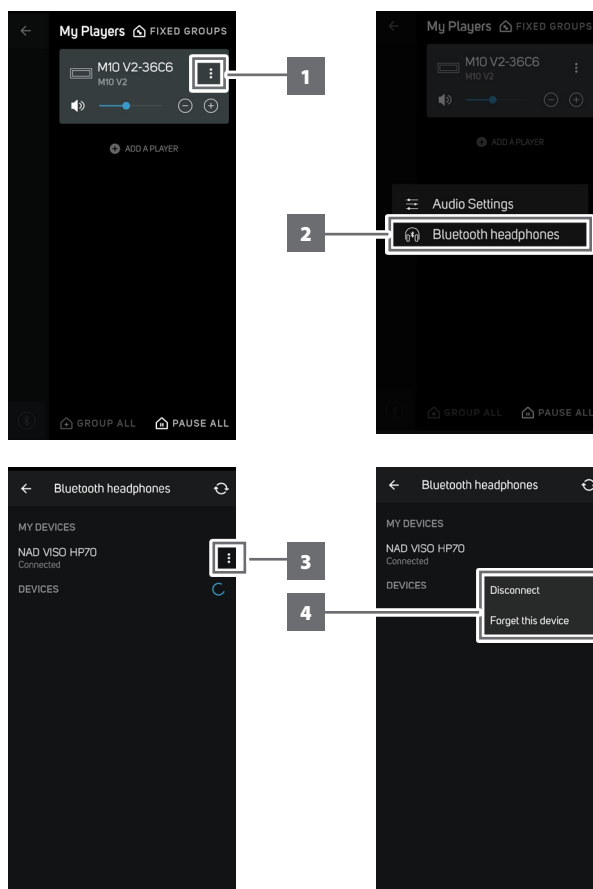 My Players FIXED GROUPS
M10 V2-36C6
M10 V2
ADD A PLAYER
GROUP ALL PAUSE ALL
1
My Players FIXED GROUPS
M10 V2-36C6
M10 V2
ADD A PLAYER
Audio Settings
Bluetooth headphones
GROUP ALL PAUSE ALL
2
Bluetooth headphones
MY DEVICES
NAD VISO HP70
Connected
DEVICES
3
Bluetooth headphones
MY DEVICES
NAD VISO HP70
Connected
DEVICES
Disconnect
Forget this device
4